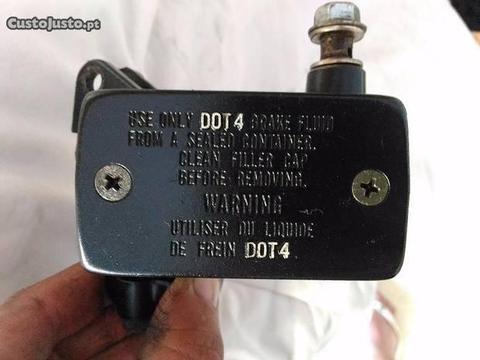 CustoJusto.pt
USE ONLY DOT4 BRAKE FLUID
FROM A SEALED CONTAINER.
CLEAN FILLER CAP
BEFORE REMOVING.
WARNING
UTILISER DU LIQUIDE
DE FREIN DOT4